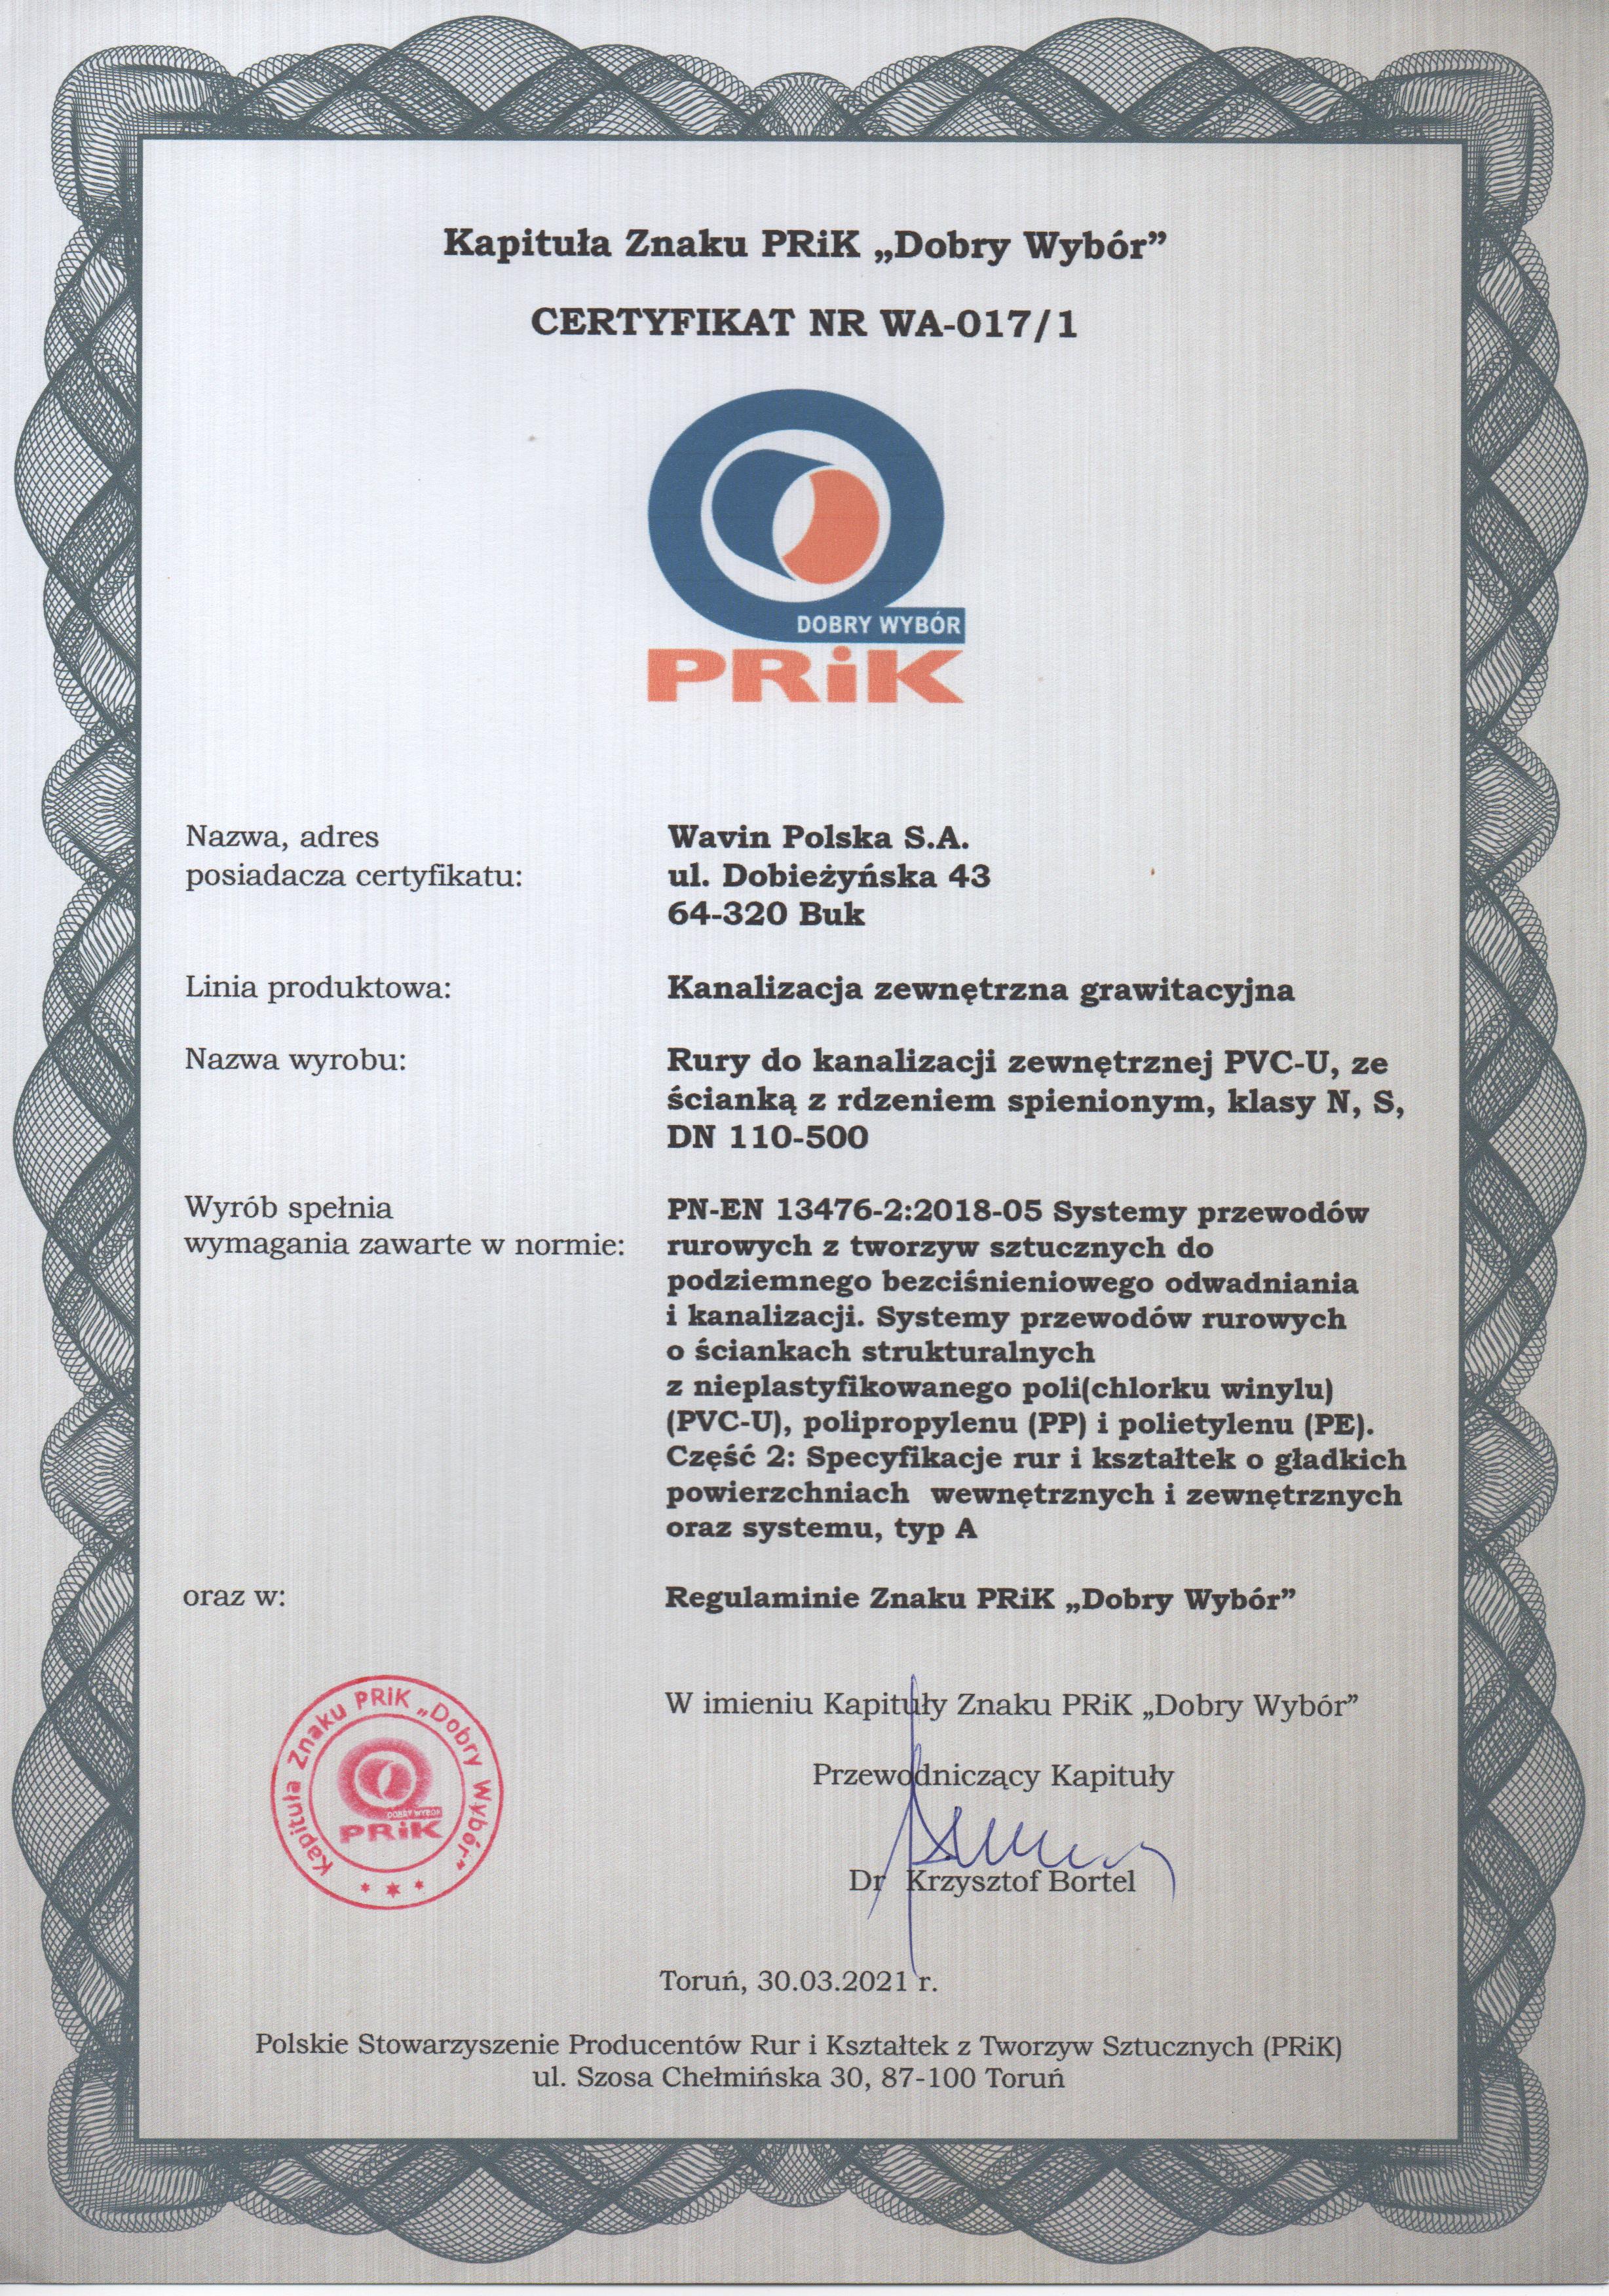 Kapituła Znaku PRiK „Dobry Wybór”
CERTYFIKAT NR WA-017/1
DOBRY WYBÓR
PRiK
Nazwa, adres
posiadacza certyfikatu:
Wavin Polska S.A.
ul. Dobieżyńska 43
64-320 Buk
Linia produktowa:
Kanalizacja zewnętrzna grawitacyjna
Nazwa wyrobu:
Rury do kanalizacji zewnętrznej PVC-U, ze
ścianką z rdzeniem spienionym, klasy N, S,
DN 110-500
Wyrób spełnia
wymagania zawarte w normie:
PN-EN 13476-2:2018-05 Systemy przewodów
rurowych z tworzyw sztucznych do
podziemnego bezciśnieniowego odwadniania
i kanalizacji. Systemy przewodów rurowych
o ściankach strukturalnych
z nieplastyfikowanego poli(chlorku winylu)
(PVC-U), polipropylenu (PP) i polietylenu (PE).
Część 2: Specyfikacje rur i kształtek o gładkich
powierzchniach wewnętrznych i zewnętrznych
oraz systemu, typ A
oraz w:
Regulaminie Znaku PRiK „Dobry Wybór”
Kapituła Znaku PRiK „Dobry Wybór”
DOBRY WYBÓR
PRiK
W imieniu Kapituły Znaku PRiK „Dobry Wybór”
Przewodniczący Kapituły
Dr Krzysztof Bortel
Toruń, 30.03.2021 r.
Polskie Stowarzyszenie Producentów Rur i Kształtek z Tworzyw Sztucznych (PRiK)
ul. Szosa Chełmińska 30, 87-100 Toruń